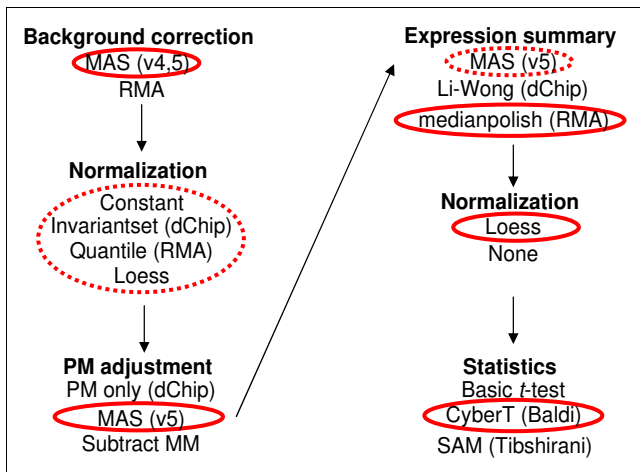 Background correction
MAS (v4,5)
RMA
Normalization
Constant
Invariantset (dChip)
Quantile (RMA)
Loess
PM adjustment
PM only (dChip)
MAS (v5)
Subtract MM
Expression summary
MAS (v5)
Li-Wong (dChip)
medianpolish (RMA)
Normalization
Loess
None
Statistics
Basic t-test
CyberT (Baldi)
SAM (Tibshirani)